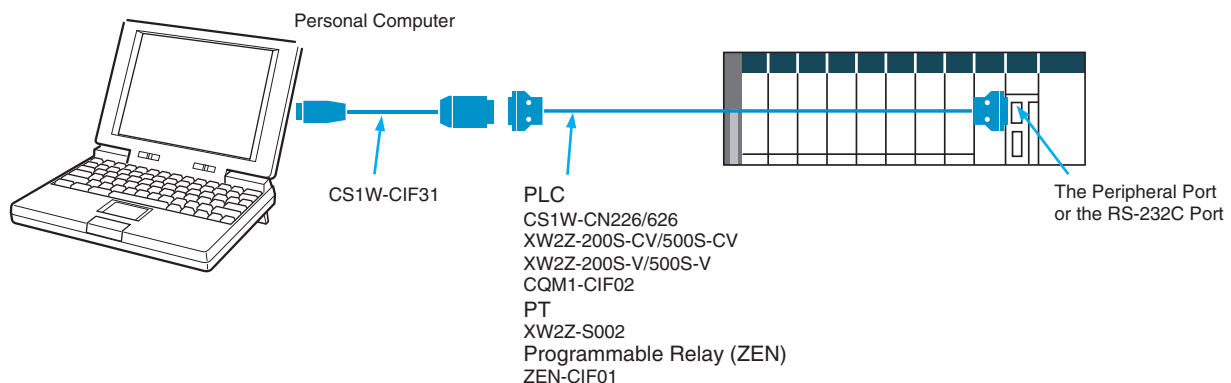 Personal Computer
CS1W-CIF31
PLC
CS1W-CN226/626
XW2Z-200S-CV/500S-CV
XW2Z-200S-V/500S-V
CQM1-CIF02
PT
XW2Z-S002
Programmable Relay (ZEN)
ZEN-CIF01
The Peripheral Port
or the RS-232C Port